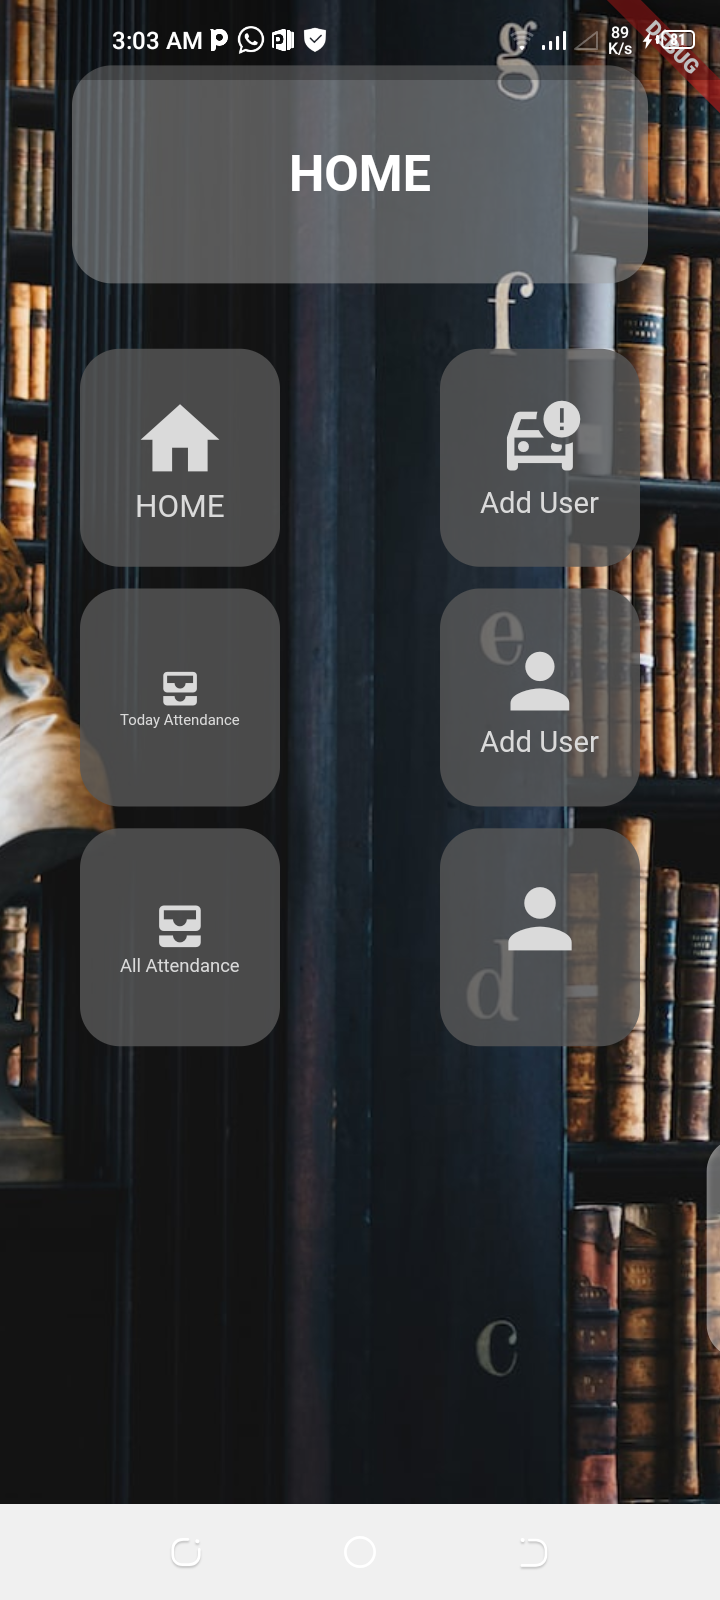 3:03 AM
89
K/s
81
DEBUG
g
HOME
f
HOME
Add User
e
Today Attendance
Add User
All Attendance
d
c